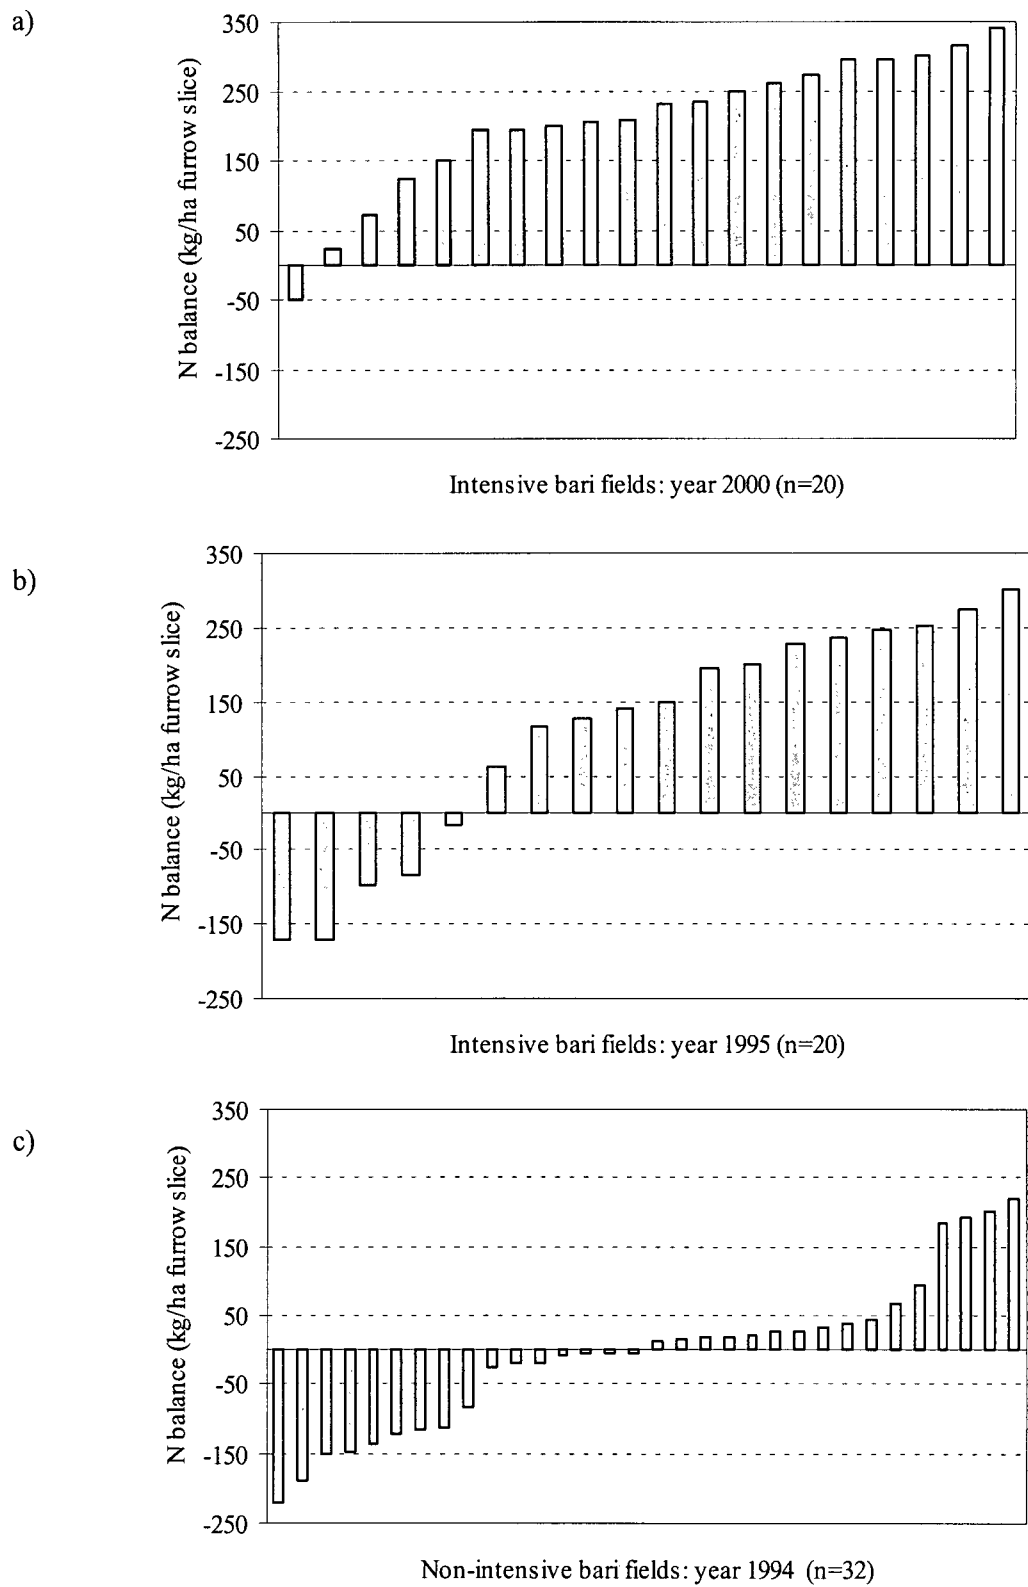 a)
350
250
150
50
-50
-150
-250
N balance (kg/ha furrow slice)
Intensive bari fields: year 2000 (n=20)
b)
350
250
150
50
-50
-150
-250
N balance (kg/ha furrow slice)
Intensive bari fields: year 1995 (n=20)
c)
350
250
150
50
-50
-150
-250
N balance (kg/ha furrow slice)
Non-intensive bari fields: year 1994 (n=32)